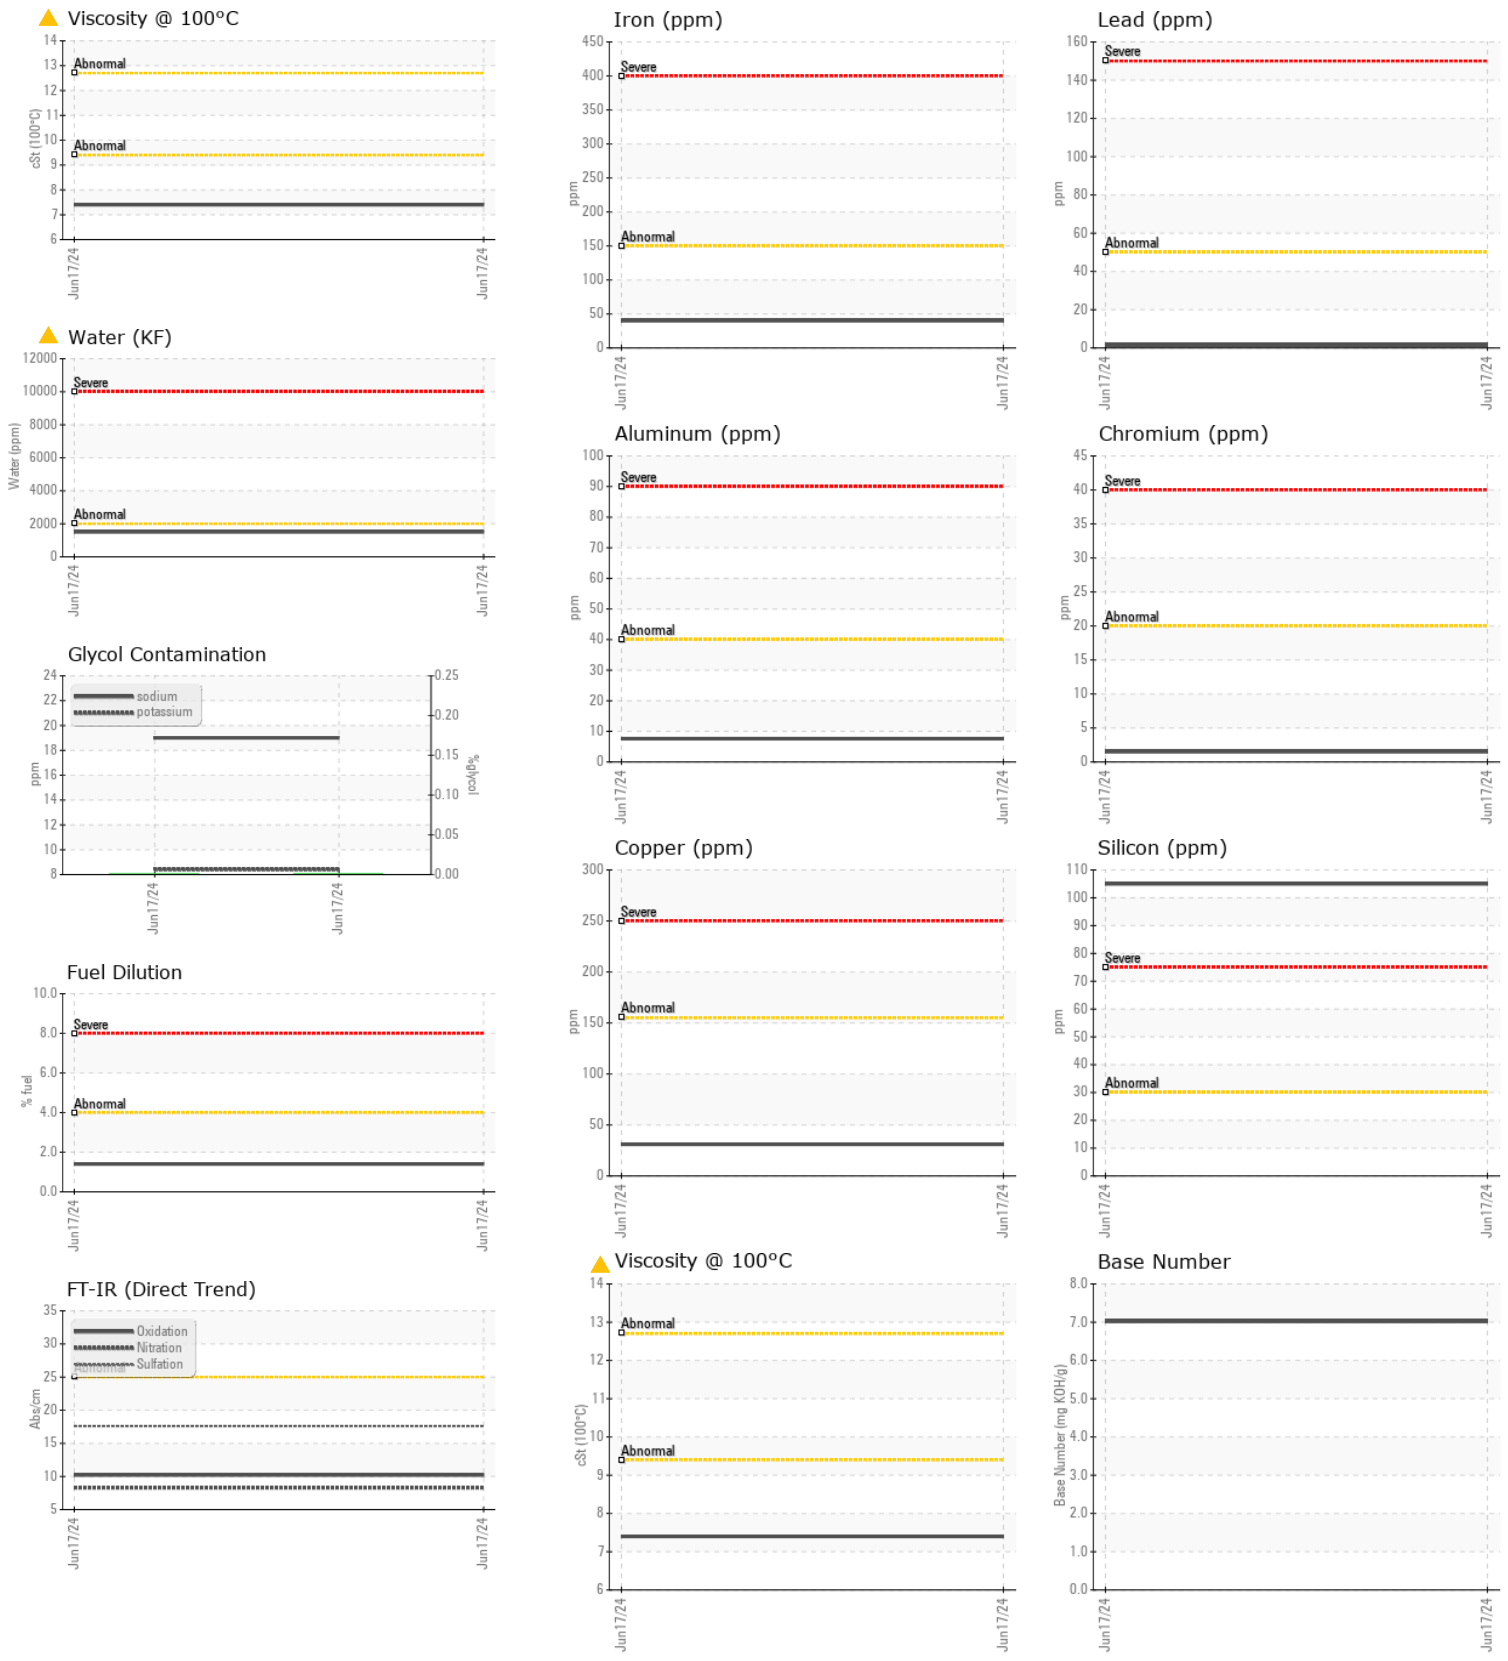 Viscosity @ 100°C
14
13
12
11
10
9
8
7
6
cSt (100°C)
Abnormal
Abnormal
Jun17/24
Jun17/24
Water (KF)
12000
10000
8000
6000
4000
2000
0
Water (ppm)
Severe
Abnormal
Jun17/24
Jun17/24
Glycol Contamination
24
22
20
18
16
14
12
10
8
ppm
sodium
potassium
0.25
0.20
0.15
0.10
0.05
0.00
%glycol
Jun17/24
Jun17/24
Fuel Dilution
10.0
8.0
6.0
4.0
2.0
0.0
% fuel
Severe
Abnormal
Jun17/24
Jun17/24
FT-IR (Direct Trend)
35
30
25
20
15
10
5
Abs/cm
Oxidation
Nitration
Sulfation
Abnormal
Jun17/24
Jun17/24
Iron (ppm)
450
400
350
300
250
200
150
100
50
0
ppm
Severe
Abnormal
Jun17/24
Jun17/24
Lead (ppm)
160
140
120
100
80
60
40
20
0
ppm
Severe
Abnormal
Jun17/24
Jun17/24
Aluminum (ppm)
100
90
80
70
60
50
40
30
20
10
0
ppm
Severe
Abnormal
Jun17/24
Jun17/24
Chromium (ppm)
45
40
35
30
25
20
15
10
5
0
ppm
Severe
Abnormal
Jun17/24
Jun17/24
Copper (ppm)
300
250
200
150
100
50
0
ppm
Severe
Abnormal
Jun17/24
Jun17/24
Silicon (ppm)
110
100
90
80
70
60
50
40
30
20
10
0
ppm
Severe
Abnormal
Jun17/24
Jun17/24
Viscosity @ 100°C
14
13
12
11
10
9
8
7
6
cSt (100°C)
Abnormal
Abnormal
Jun17/24
Jun17/24
Base Number
8.0
7.0
6.0
5.0
4.0
3.0
2.0
1.0
0.0
Base Number (mg KOH/g)
Jun17/24
Jun17/24